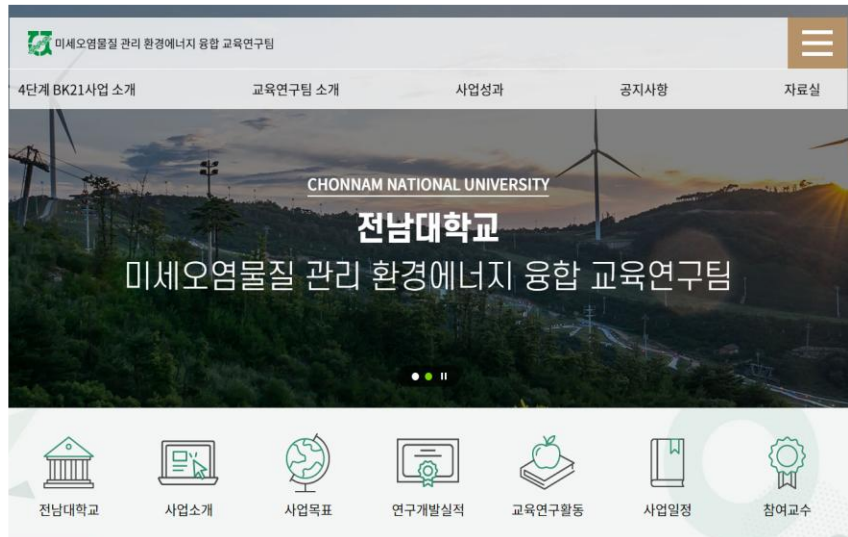 미세오염물질 관리 환경에너지 융합 교육연구팀
4단계 BK21사업 소개 교육연구팀 소개 사업성과 공지사항 자료실
CHONNAM NATIONAL UNIVERSITY
전남대학교
미세오염물질 관리 환경에너지 융합 교육연구팀
전남대학교 사업소개 사업목표 연구개발실적 교육연구활동 사업일정 참여교수